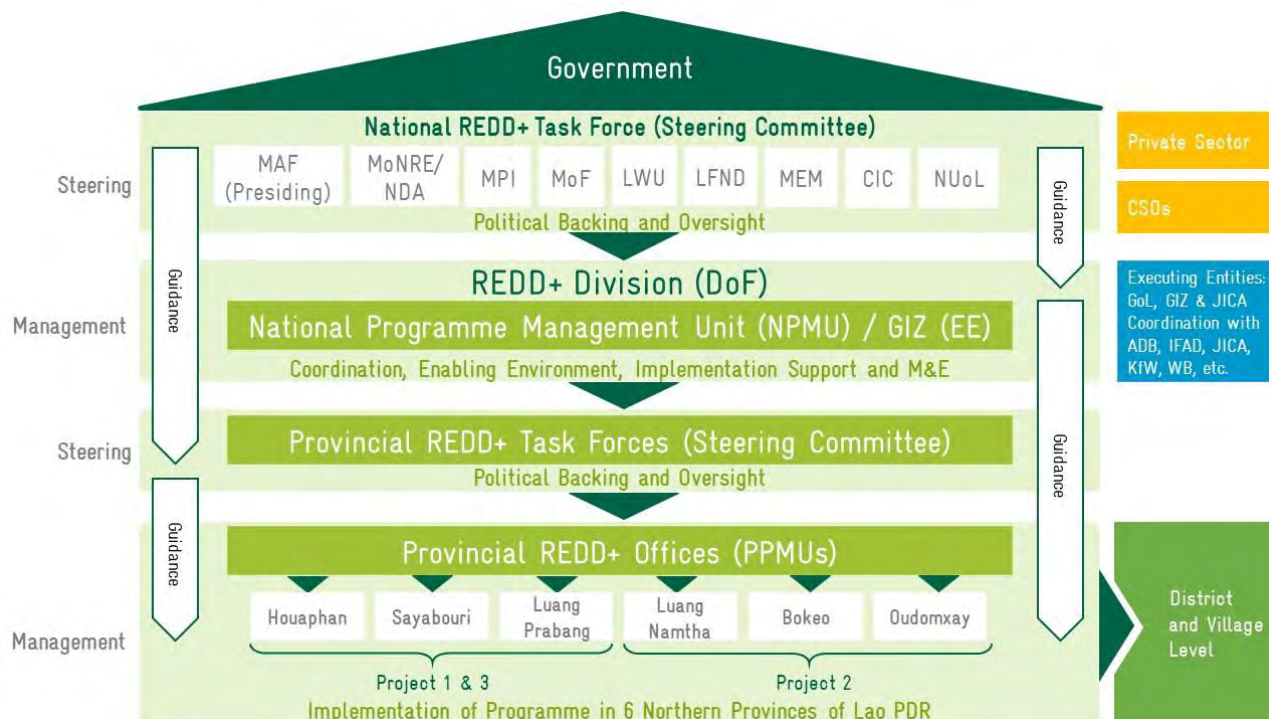 Government
National REDD+ Task Force (Steering Committee)
Steering
MAF
(Presiding)
MoNRE/
NDA
MPI
MoF
LWU
LFND
MEM
CIC
NUoL
Political Backing and Oversight
Guidance
Guidance
Private Sector
CSOs
Management
REDD+ Division (DoF)
National Programme Management Unit (NPMU) / GIZ (EE)
Coordination, Enabling Environment, Implementation Support and M&E
Executing Entities:
GoL, GIZ & JICA
Coordination with
ADB, IFAD, JICA,
KfW, WB, etc.
Steering
Provincial REDD+ Task Forces (Steering Committee)
Political Backing and Oversight
Guidance
Guidance
Management
Provincial REDD+ Offices (PPMUs)
Houaphan
Sayabouri
Luang
Prabang
Luang
Namtha
Bokeo
Oudomxay
Project 1 & 3
Project 2
Implementation of Programme in 6 Northern Provinces of Lao PDR
District
and Village
Level